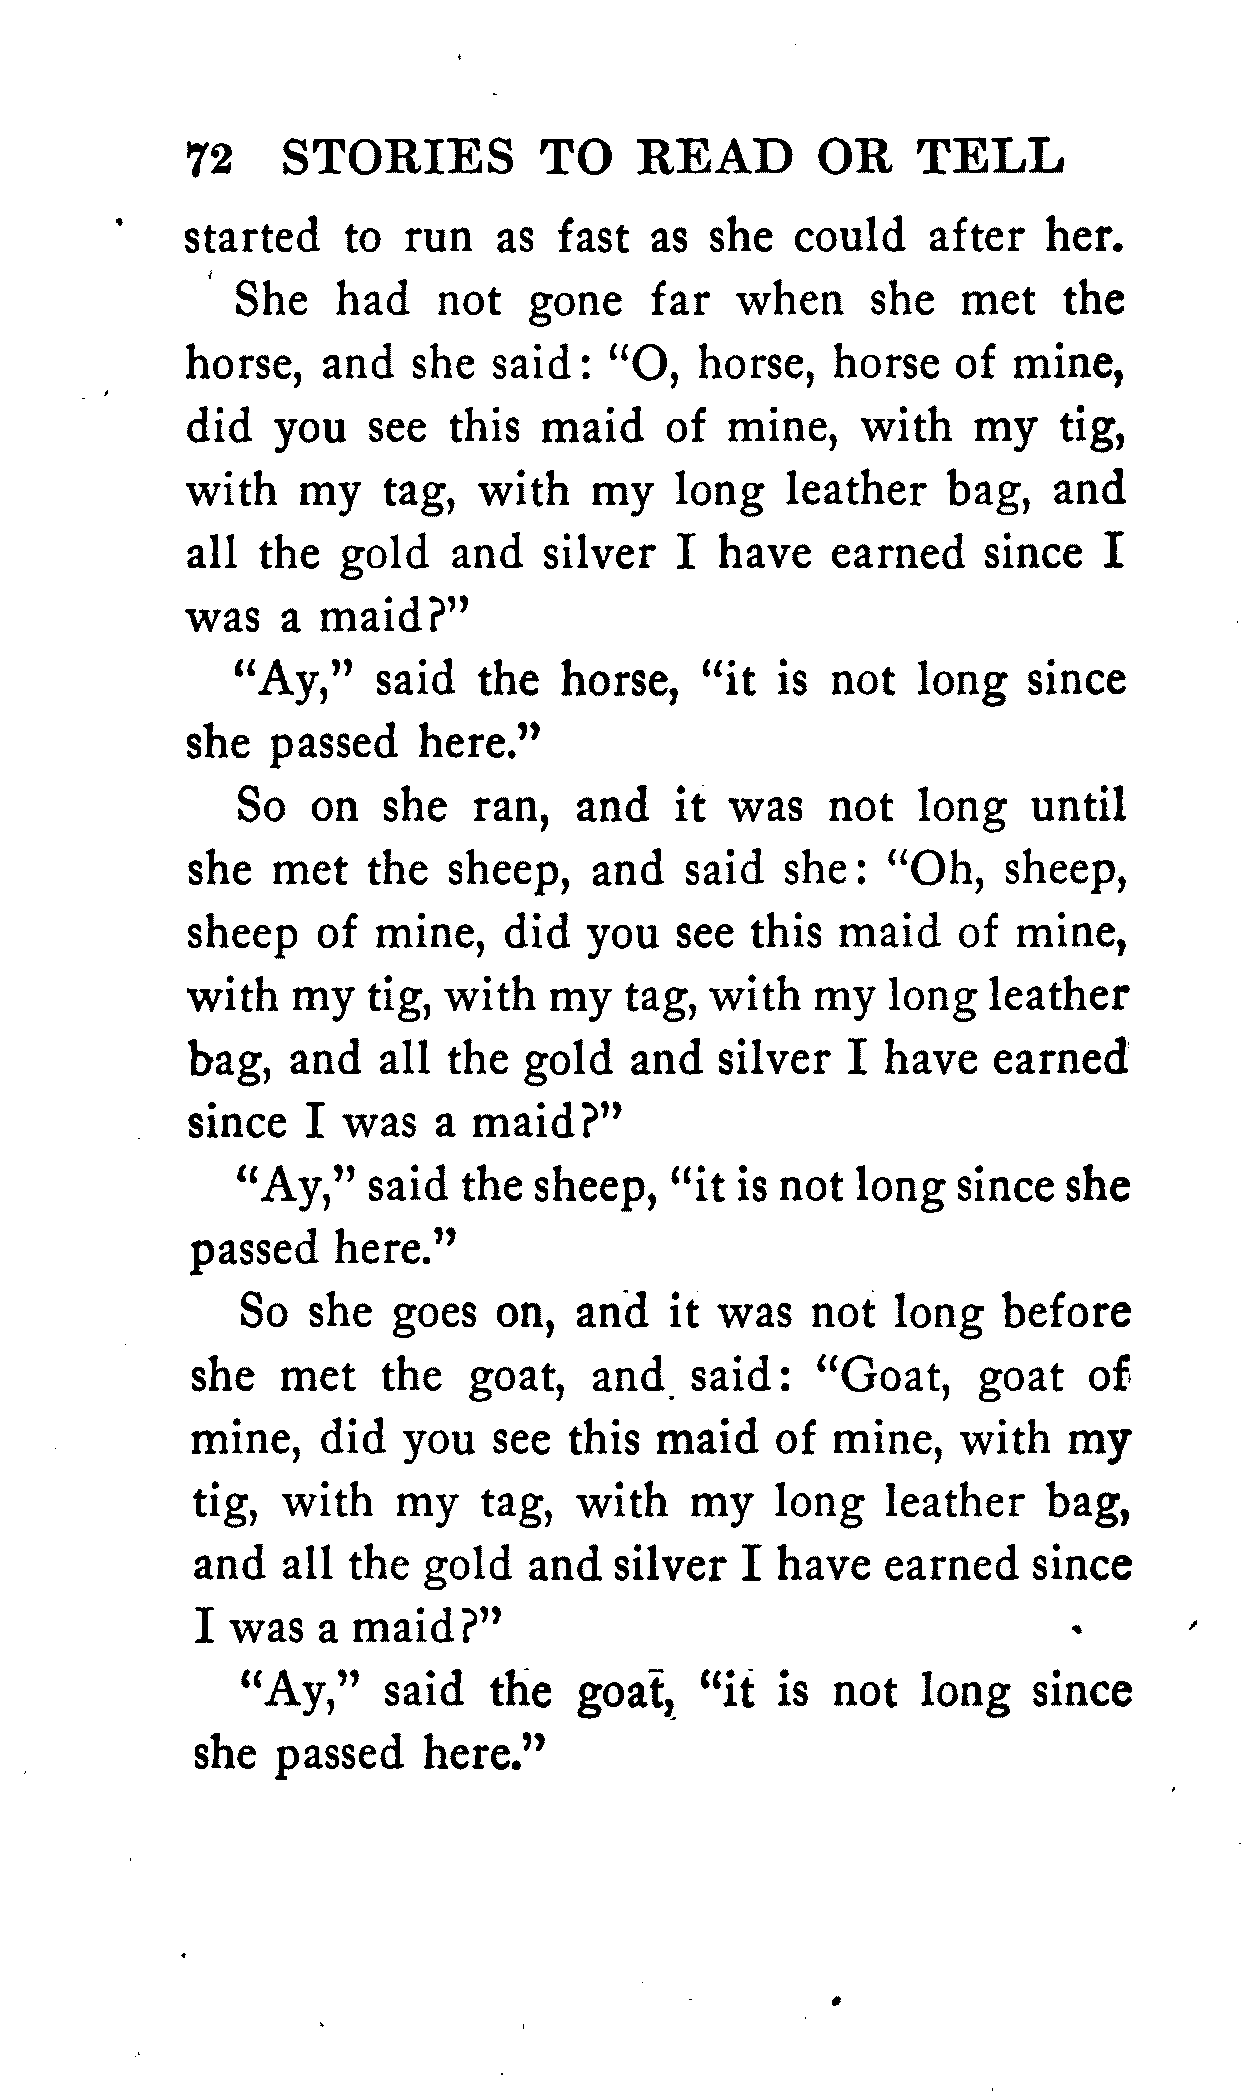 72 STORIES TO READ OR TELL
started to run as fast as she could after her.
She had not gone far when she met the
horse, and she said: "O, horse, horse of mine,
did you see this maid of mine, with my tig,
with my tag, with my long leather bag, and
all the gold and silver I have earned since I
was a maid?"
"Ay," said the horse, "it is not long since
she passed here."
So on she ran, and it was not long until
she met the sheep, and said she: "Oh, sheep,
sheep of mine, did you see this maid of mine,
with my tig, with my tag, with my long leather
bag, and all the gold and silver I have earned
since I was a maid?"
"Ay," said the sheep, "it is not long since she
passed here."
So she goes on, and it was not long before
she met the goat, and said: "Goat, goat of
mine, did you see this maid of mine, with my
tig, with my tag, with my long leather bag,
and all the gold and silver I have earned since
I was a maid?"
"Ay," said the goat, "it is not long since
she passed here."